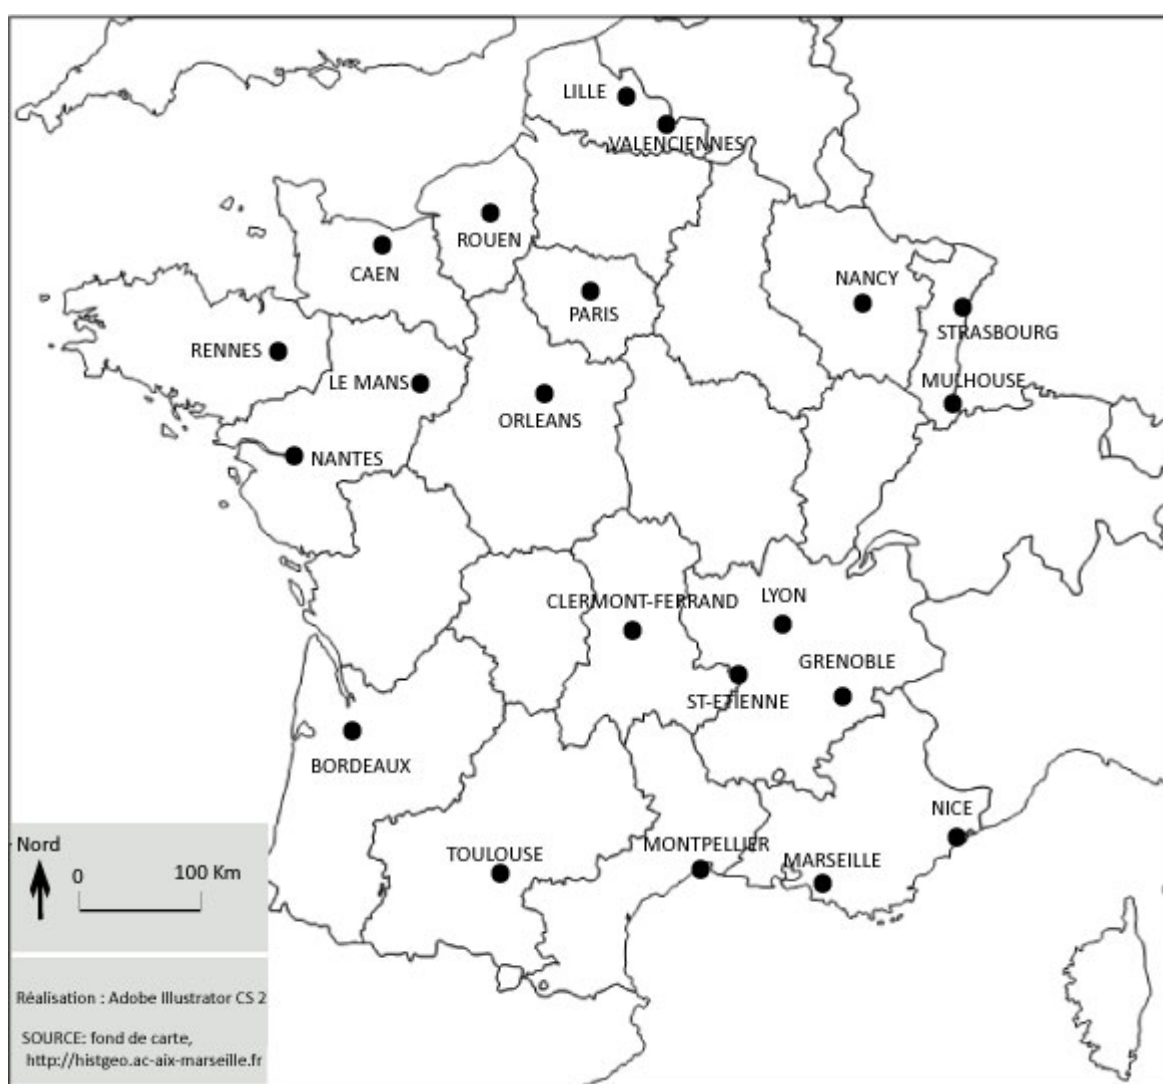 LILLE
VALENCIENNES
ROUEN
CAEN
PARIS
NANCY
STRASBOURG
RENNES
LE MANS
MULHOUSE
ORLEANS
NANTES
CLERMONT-FERRAND
LYON
GRENOBLE
ST-ETIENNE
BORDEAUX
NICE
TOULOUSE
MONTPELLIER
MARSEILLE
Nord
0 100 Km
Réalisation : Adobe Illustrator CS 2
SOURCE: fond de carte,
http://histgeo.ac-aix-marseille.fr